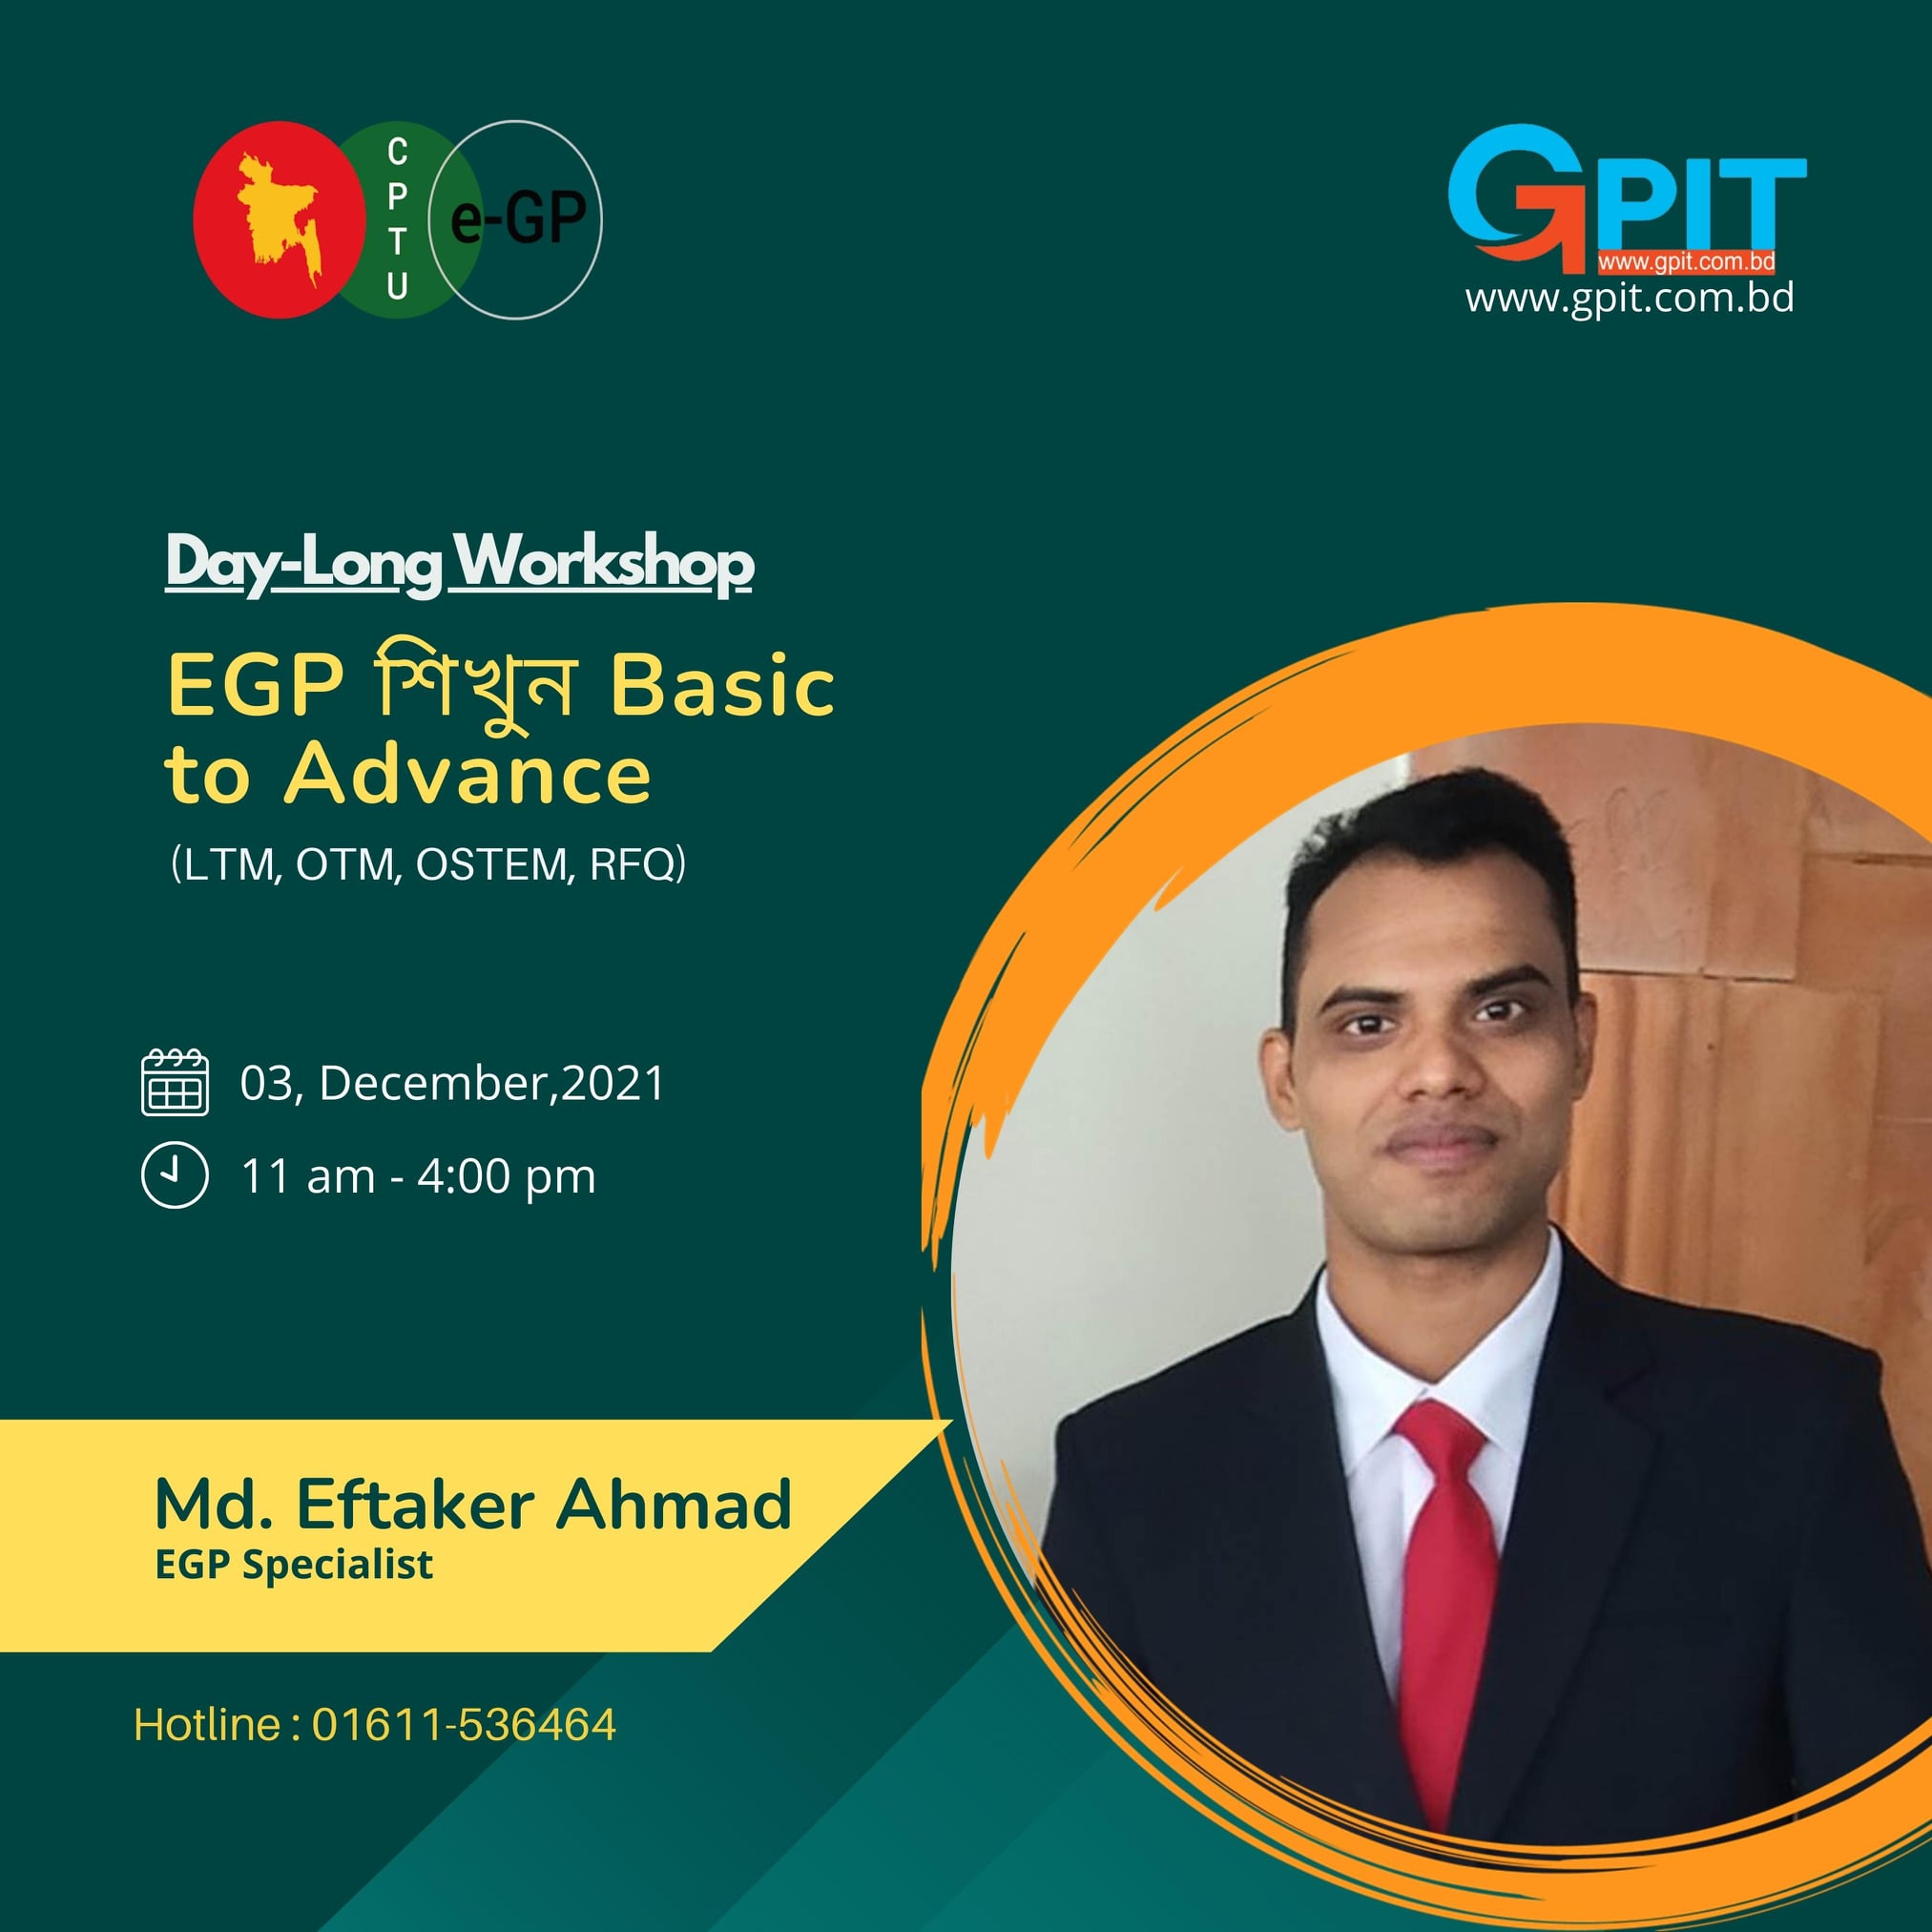 C
P
T
U
e-GP
GPIT
www.gpit.com.bd
www.gpit.com.bd
Day-Long Workshop
EGP শিখুন Basic
to Advance
(LTM, OTM, OSTEM, RFQ)
03, December,2021
11 am - 4:00 pm
Md. Eftaker Ahmad
EGP Specialist
Hotline : 01611-536464